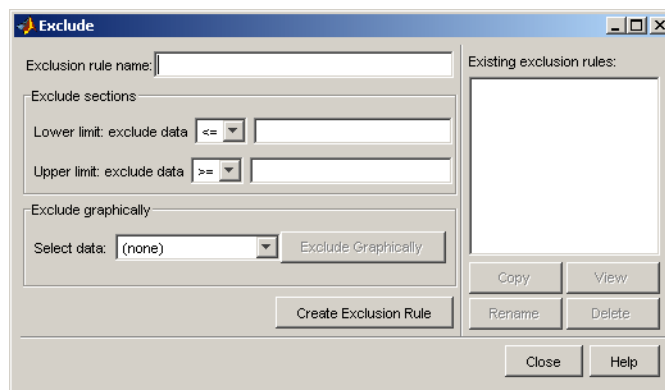 Exclude
Exclusion rule name:
Exclude sections
Lower limit: exclude data <=
Upper limit: exclude data >=
Exclude graphically
Select data: (none) Exclude Graphically
Create Exclusion Rule
Existing exclusion rules:
Copy View
Rename Delete
Close Help